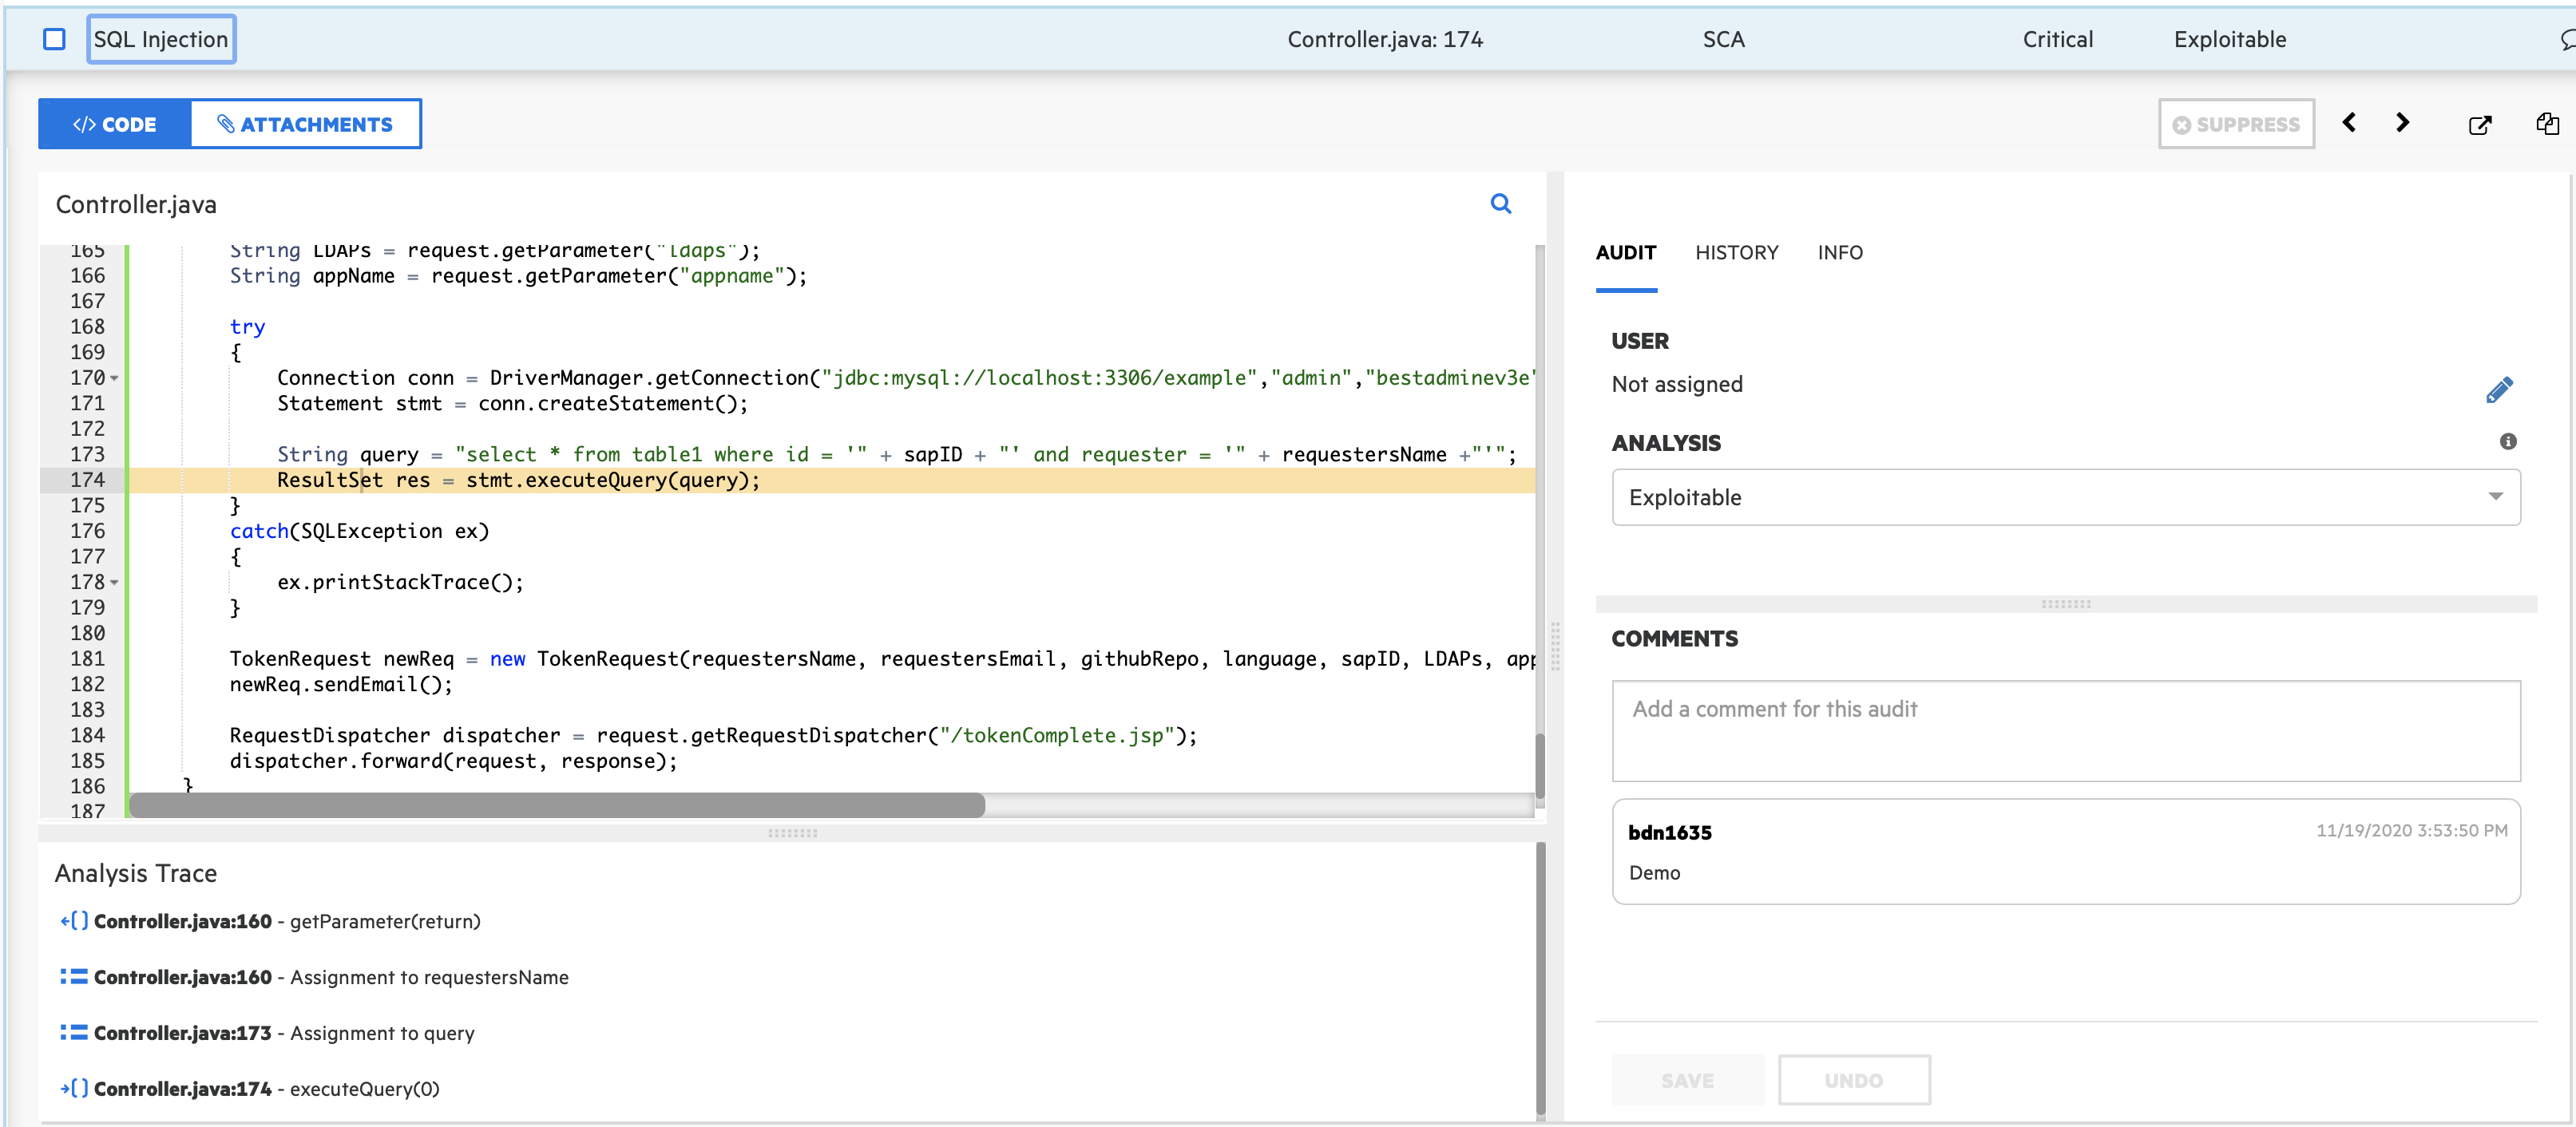 SQL Injection Controller.java: 174 SCA Critical Exploitable
</> CODE ATTACHMENTS SUPPRESS
Controller.java
165 String LDAPs = request.getParameter("ldaps");
166 String appName = request.getParameter("appname");
167
168 try
169 {
170 Connection conn = DriverManager.getConnection("jdbc:mysql://localhost:3306/example","admin","bestadminev3e"
171 Statement stmt = conn.createStatement();
172
173 String query = "select * from table1 where id = '" + sapID + "' and requester = '" + requestersName +"'";
174 ResultSet res = stmt.executeQuery(query);
175 }
176 catch(SQLException ex)
177 {
178 ex.printStackTrace();
179 }
180
181 TokenRequest newReq = new TokenRequest(requestersName, requestersEmail, githubRepo, language, sapID, LDAPs, app
182 newReq.sendEmail();
183
184 RequestDispatcher dispatcher = request.getRequestDispatcher("/tokenComplete.jsp");
185 dispatcher.forward(request, response);
186 }
187
Analysis Trace
Controller.java:160 - getParameter(return)
Controller.java:160 - Assignment to requestersName
Controller.java:173 - Assignment to query
Controller.java:174 - executeQuery(0)
AUDIT HISTORY INFO
USER
Not assigned
ANALYSIS
Exploitable
COMMENTS
Add a comment for this audit
bdn1635 11/19/2020 3:53:50 PM
Demo
SAVE UNDO